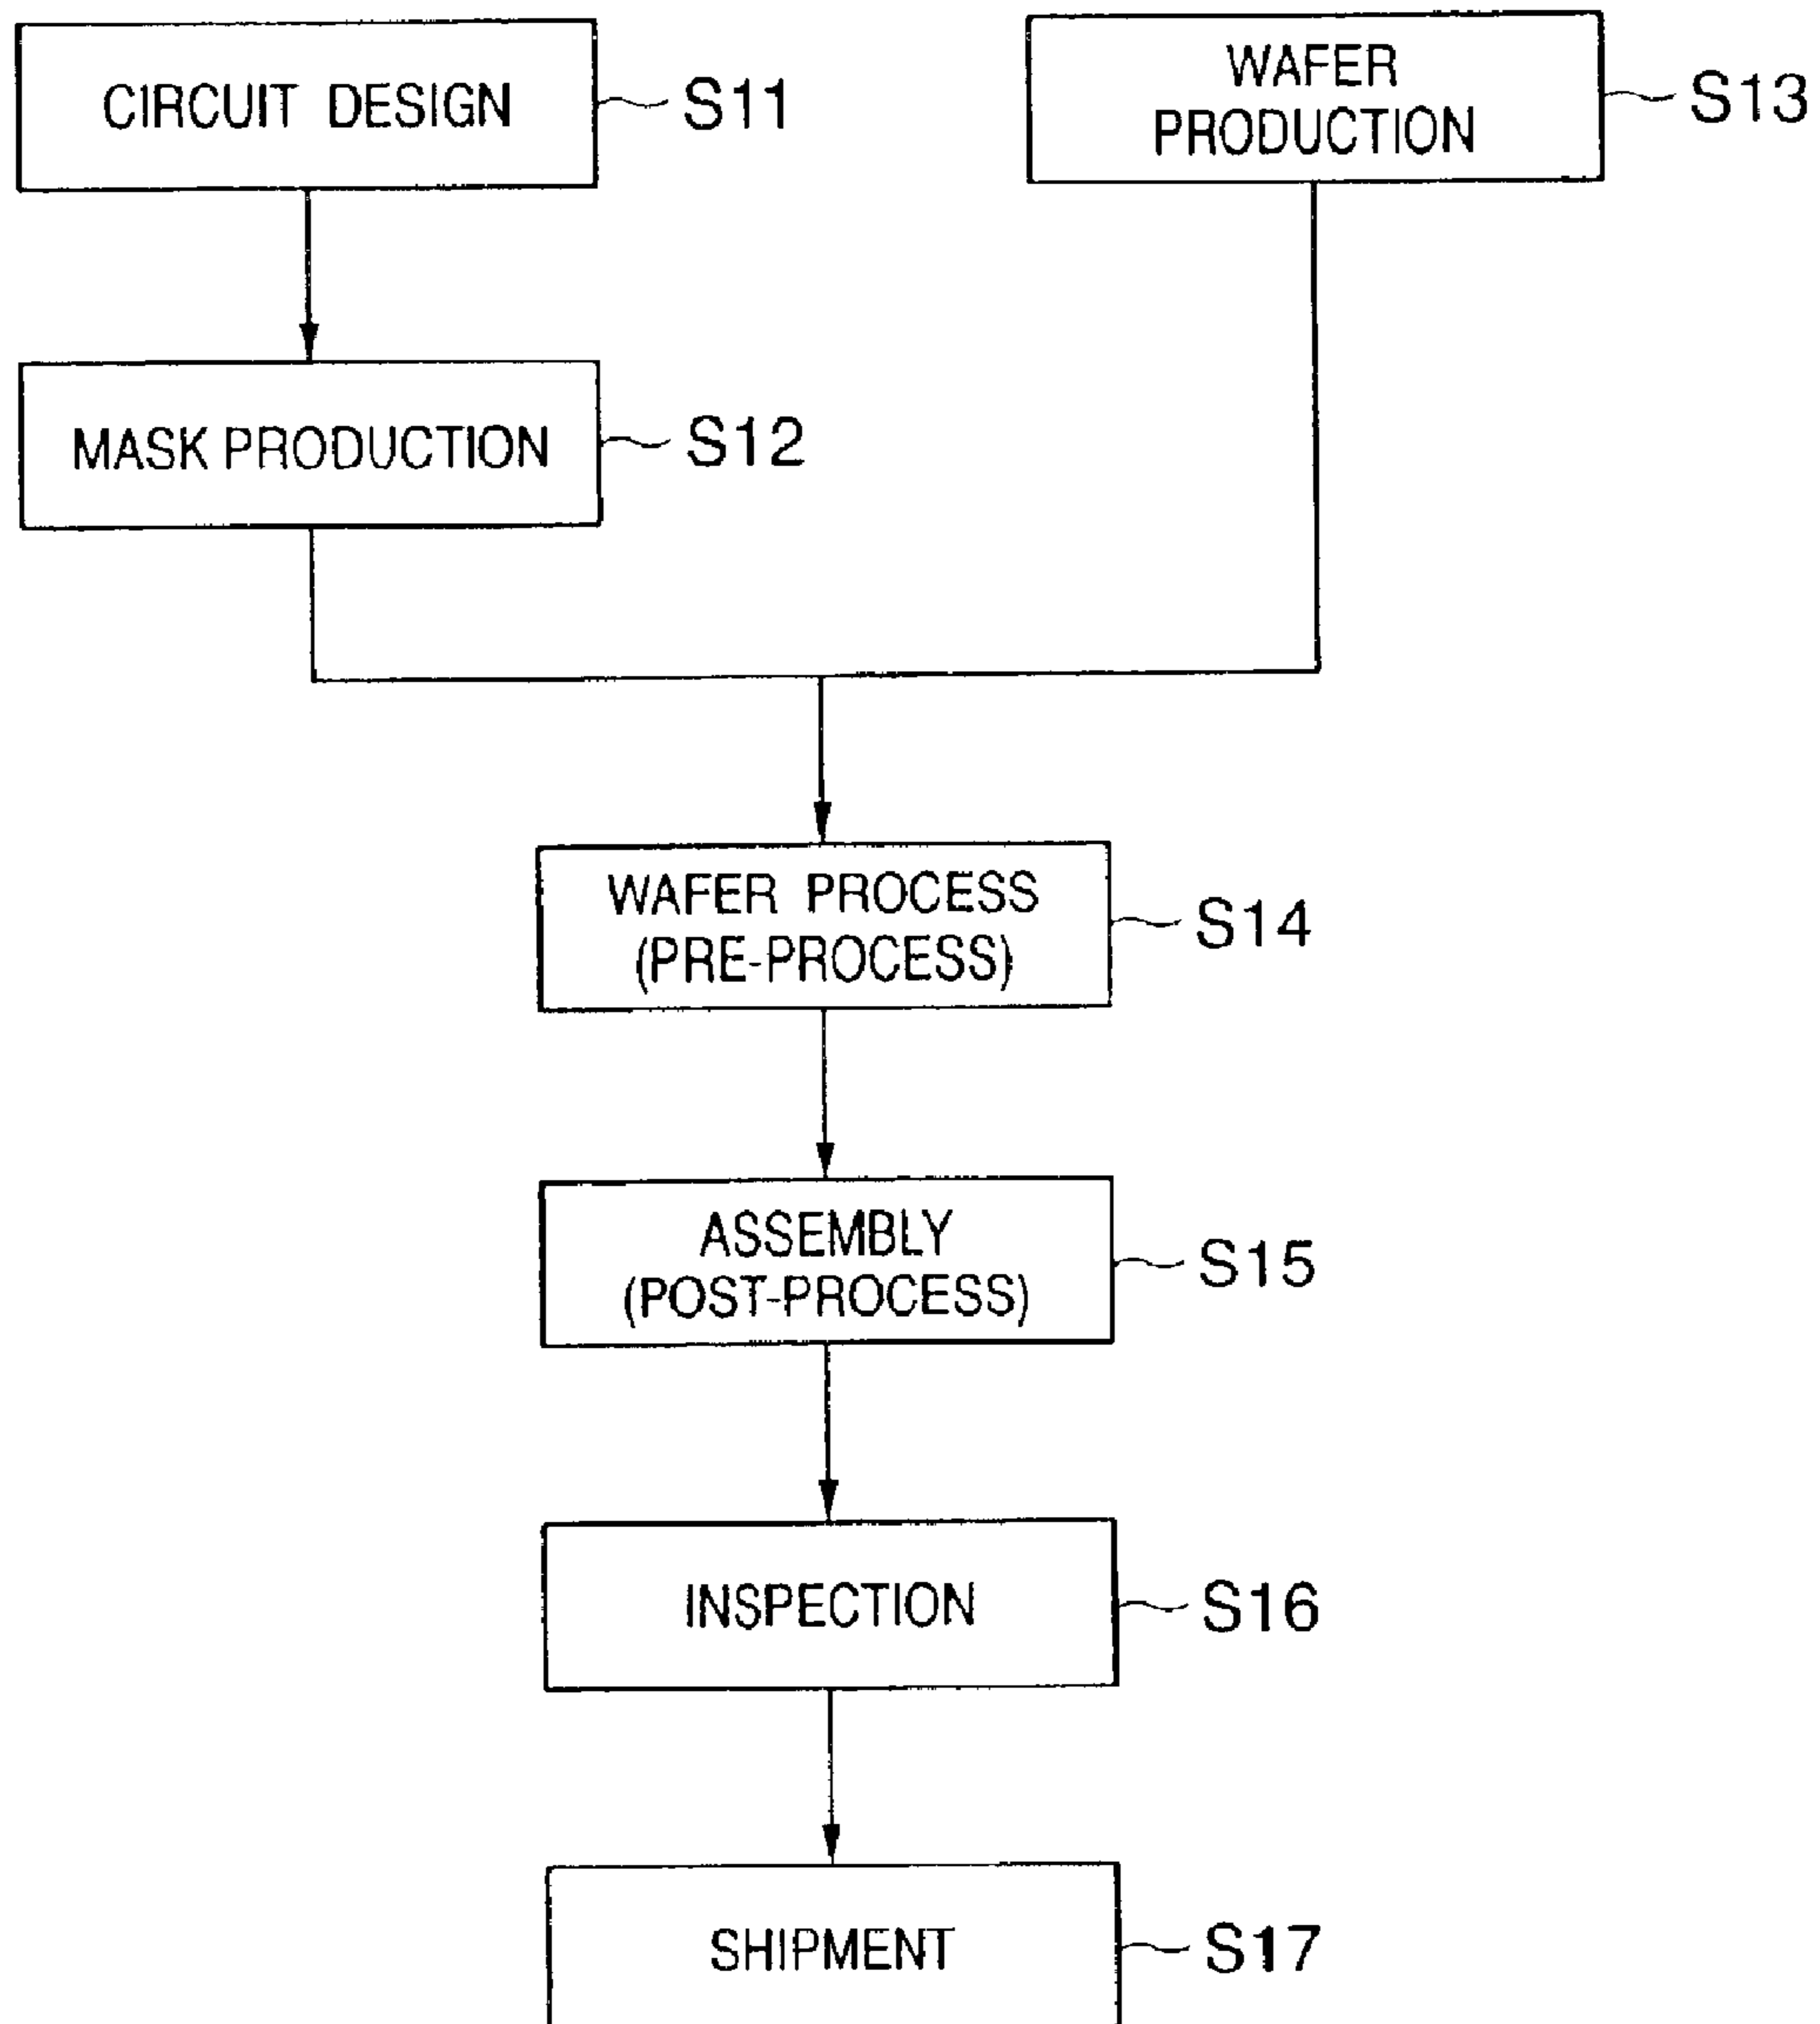 CIRCUIT DESIGN
S11
WAFER
PRODUCTION
S13
MASK PRODUCTION
S12
WAFER PROCESS
(PRE-PROCESS)
S14
ASSEMBLY
(POST-PROCESS)
S15
INSPECTION
S16
SHIPMENT
S17